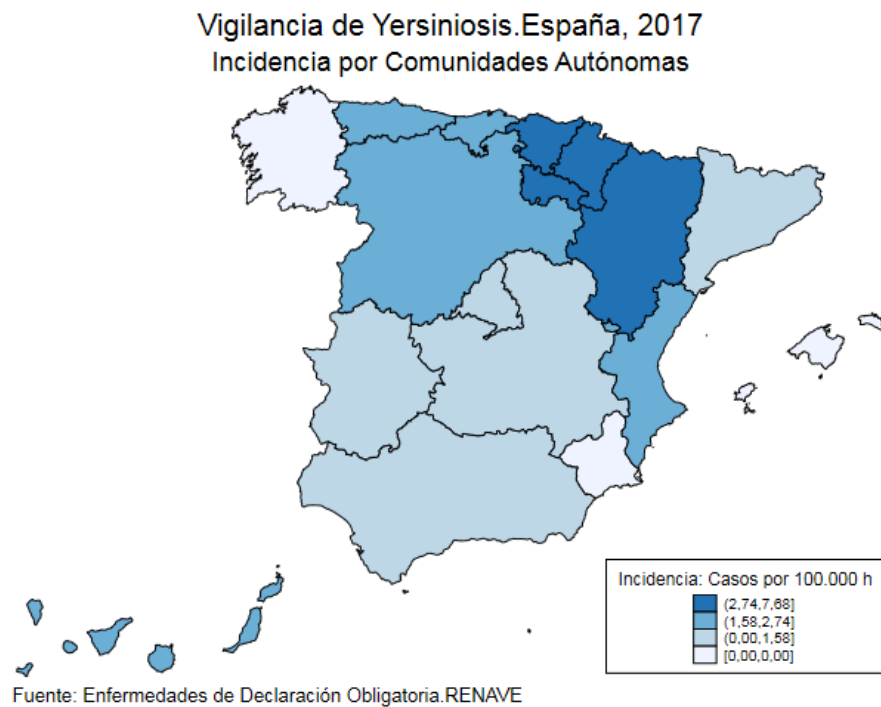 Vigilancia de Yersiniosis.España, 2017
Incidencia por Comunidades Autónomas
Incidencia: Casos por 100.000 h
(2,74,7,68]
(1,58,2,74]
(0,00,1,58]
[0,00,0,00]
Fuente: Enfermedades de Declaración Obligatoria.RENAVE